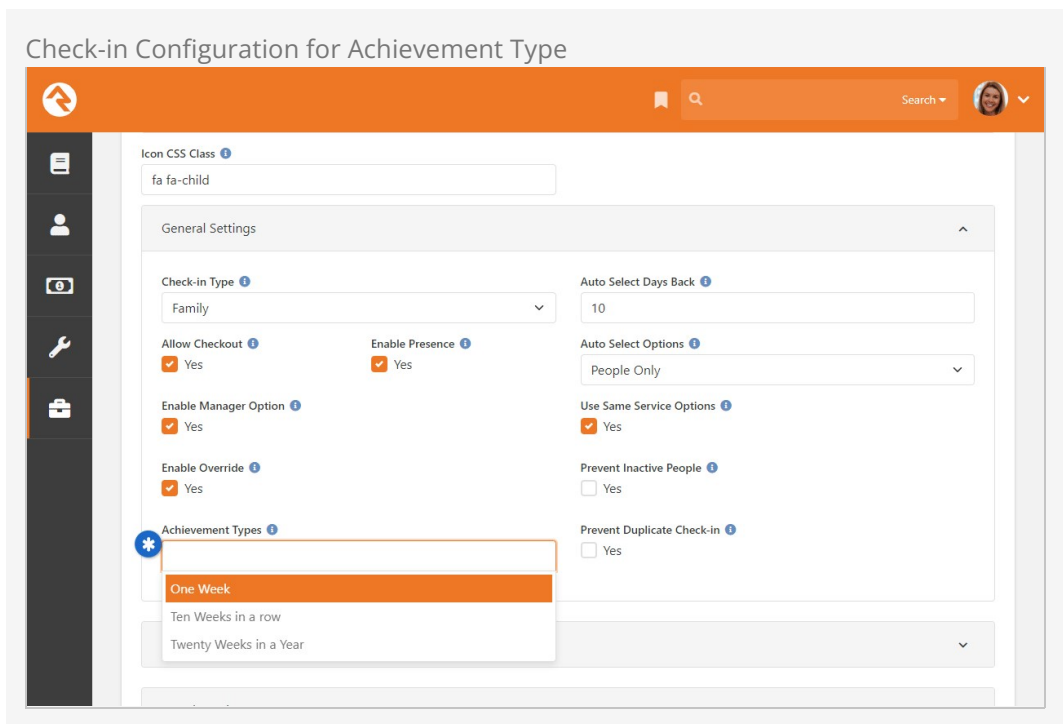 Check-in Configuration for Achievement Type
Search
Icon CSS Class
fa fa-child
General Settings
Check-in Type
Auto Select Days Back
Family
10
Allow Checkout
Enable Presence
Auto Select Options
Yes
Yes
People Only
Enable Manager Option
Use Same Service Options
Yes
Yes
Enable Override
Prevent Inactive People
Yes
Yes
Achievement Types
Prevent Duplicate Check-in
Yes
One Week
Ten Weeks in a row
Twenty Weeks in a Year